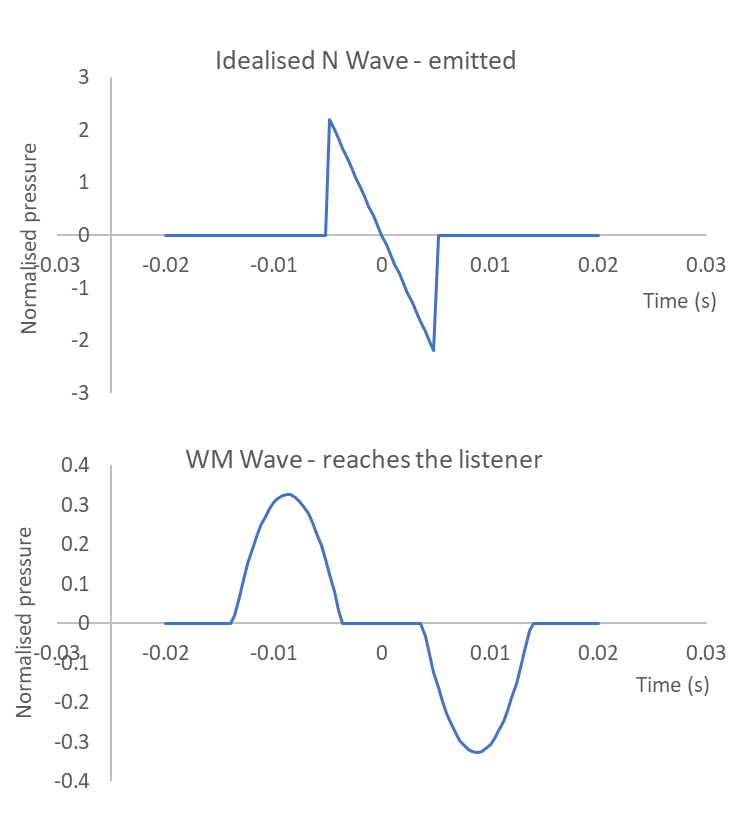 Idealised N Wave - emitted
3
2
1
0
-1
-2
-3
-0.03 -0.02 -0.01 0 0.01 0.02 0.03
Normalised pressure
Time (s)
WM Wave - reaches the listener
0.4
0.3
0.2
0.1
0
-0.1
-0.2
-0.3
-0.4
-0.03 -0.02 -0.01 0 0.01 0.02 0.03
Normalised pressure
Time (s)